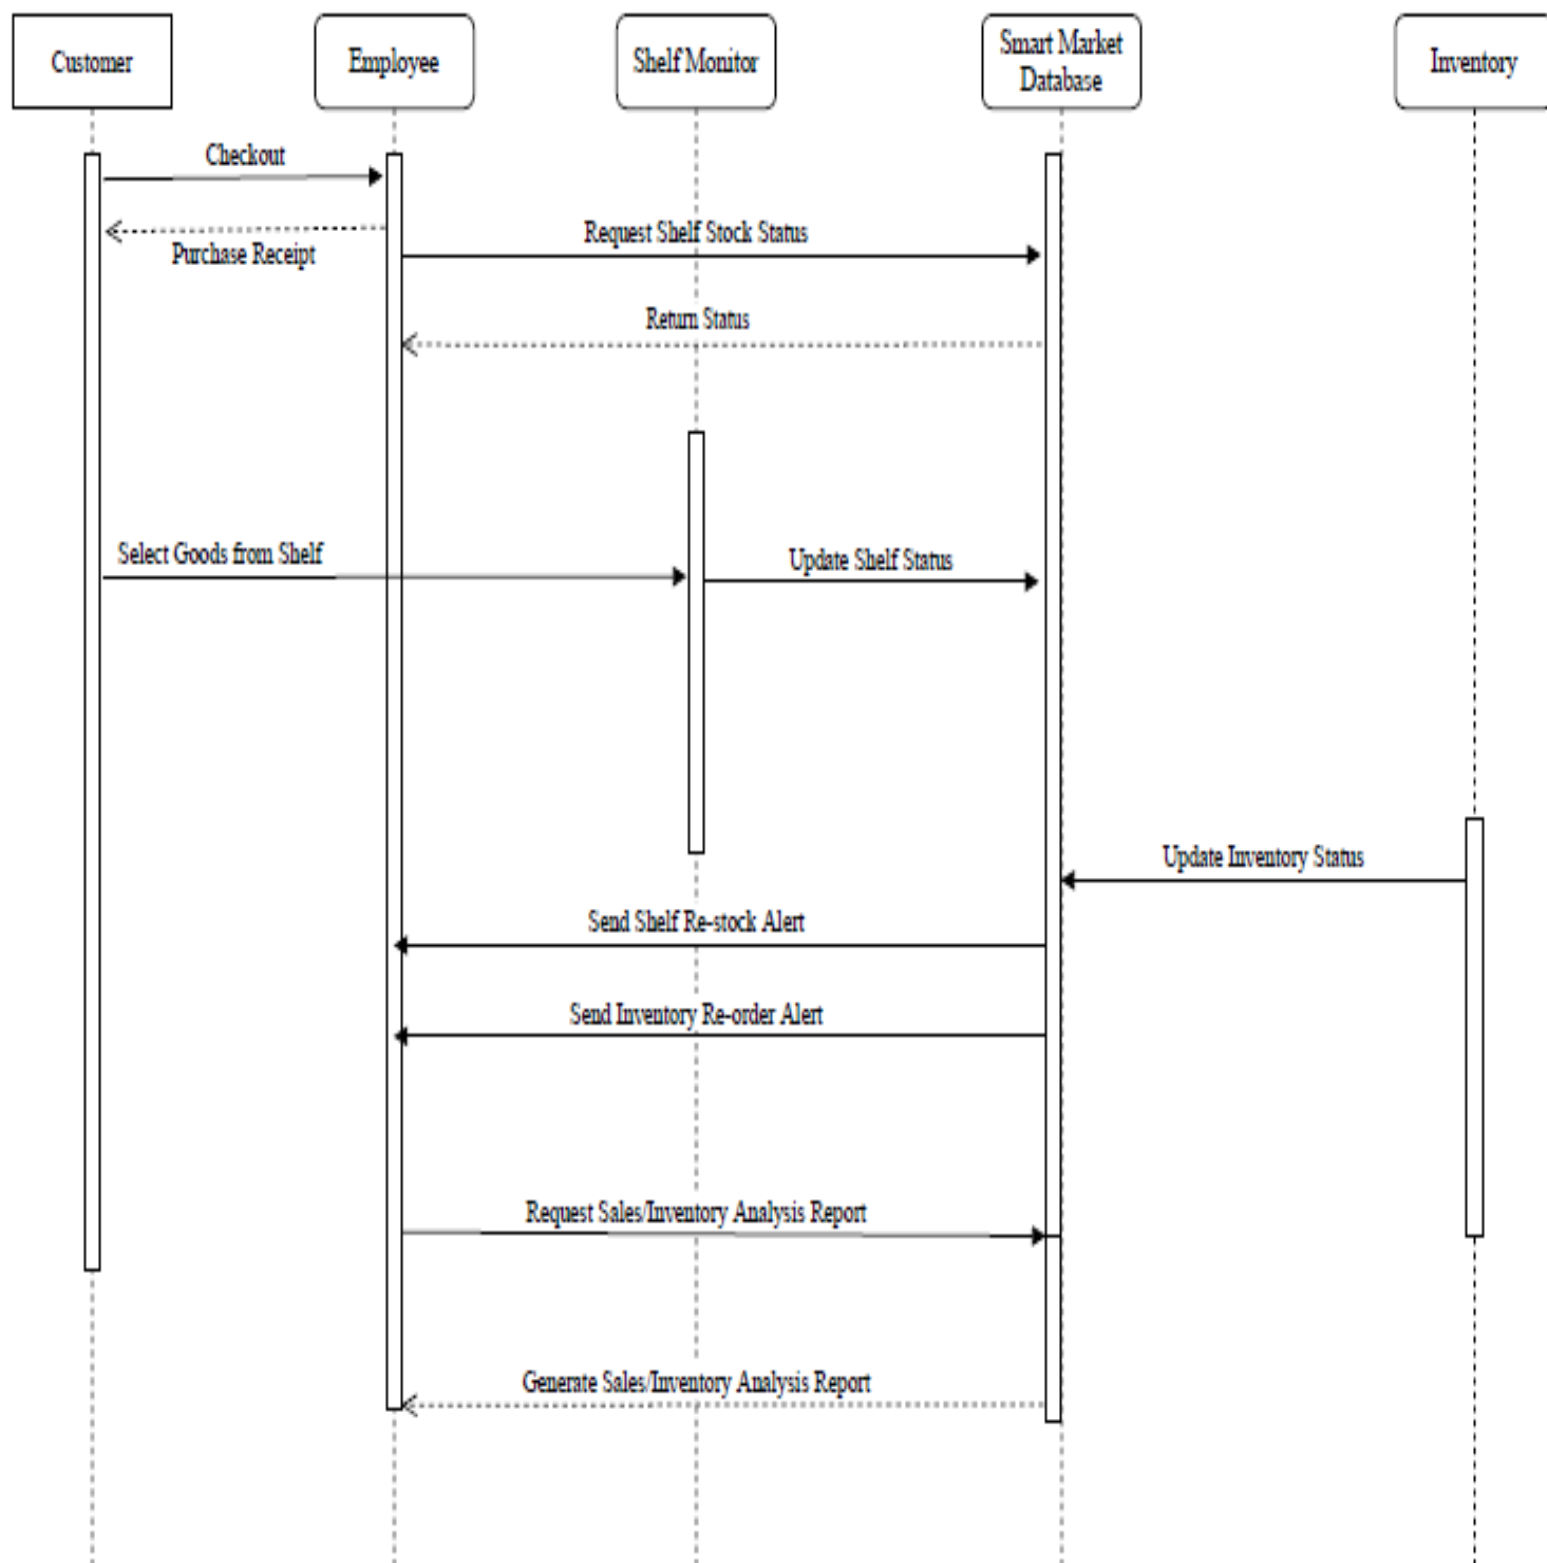 Customer
Employee
Shelf Monitor
Smart Market
Database
Inventory
Checkout
Purchase Receipt
Request Shelf Stock Status
Return Status
Select Goods from Shelf
Update Shelf Status
Update Inventory Status
Send Shelf Re-stock Alert
Send Inventory Re-order Alert
Request Sales/Inventory Analysis Report
Generate Sales/Inventory Analysis Report